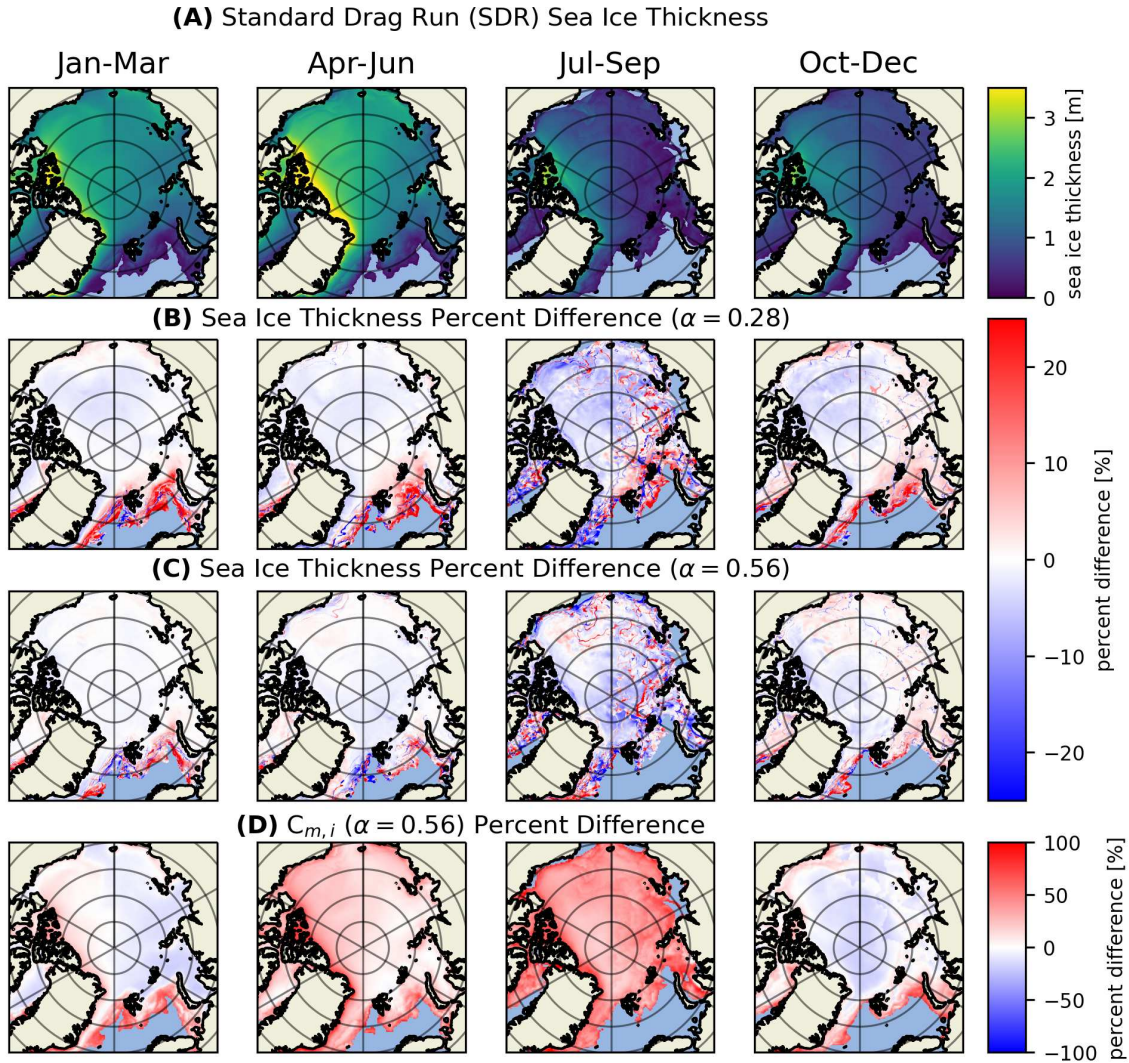 (A) Standard Drag Run (SDR) Sea Ice Thickness
Jan-Mar Apr-Jun Jul-Sep Oct-Dec
3
2
1
0
sea ice thickness [m]
(B) Sea Ice Thickness Percent Difference (α = 0.28)
20
10
0
−10
−20
percent difference [%]
(C) Sea Ice Thickness Percent Difference (α = 0.56)
(D) Cₘ,ᵢ (α = 0.56) Percent Difference
100
50
0
−50
−100
percent difference [%]